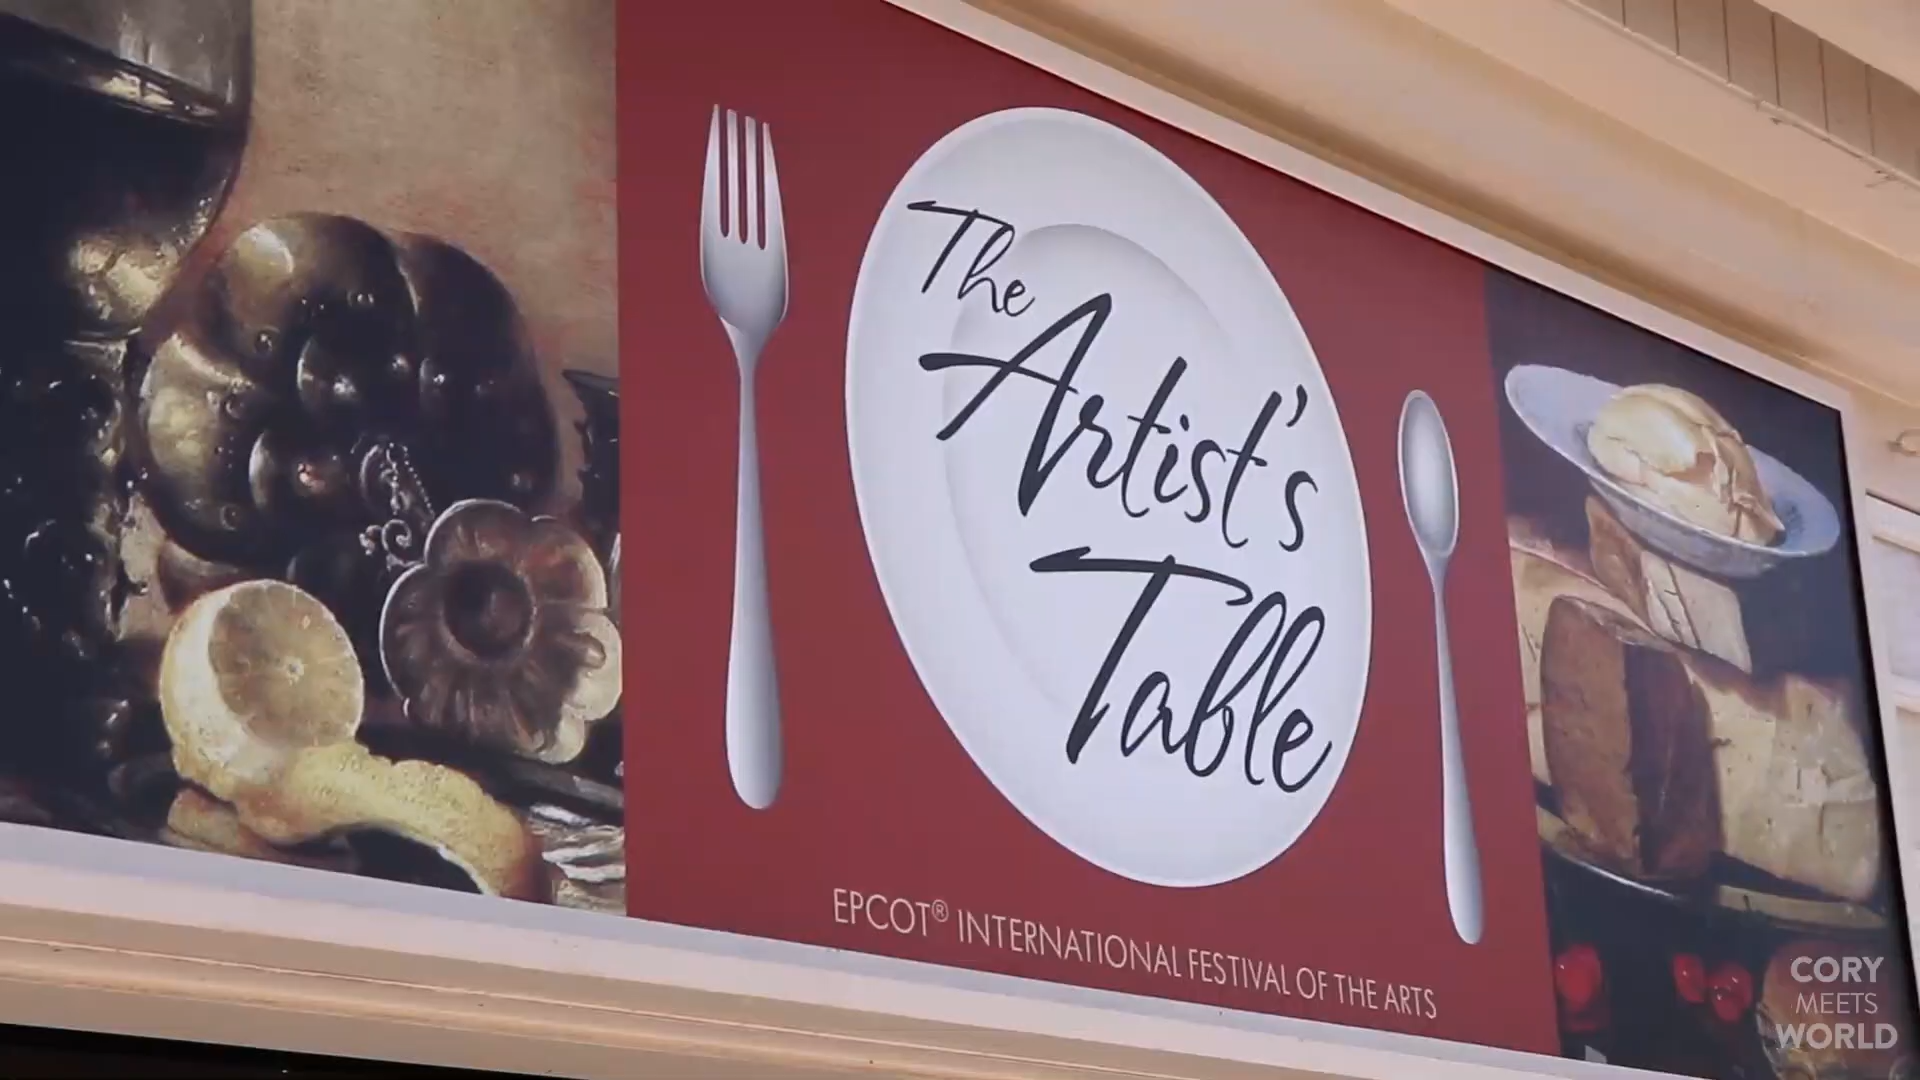 The
Artist's
Table
EPCOT® INTERNATIONAL FESTIVAL OF THE ARTS
CORY
MEETS
WORLD